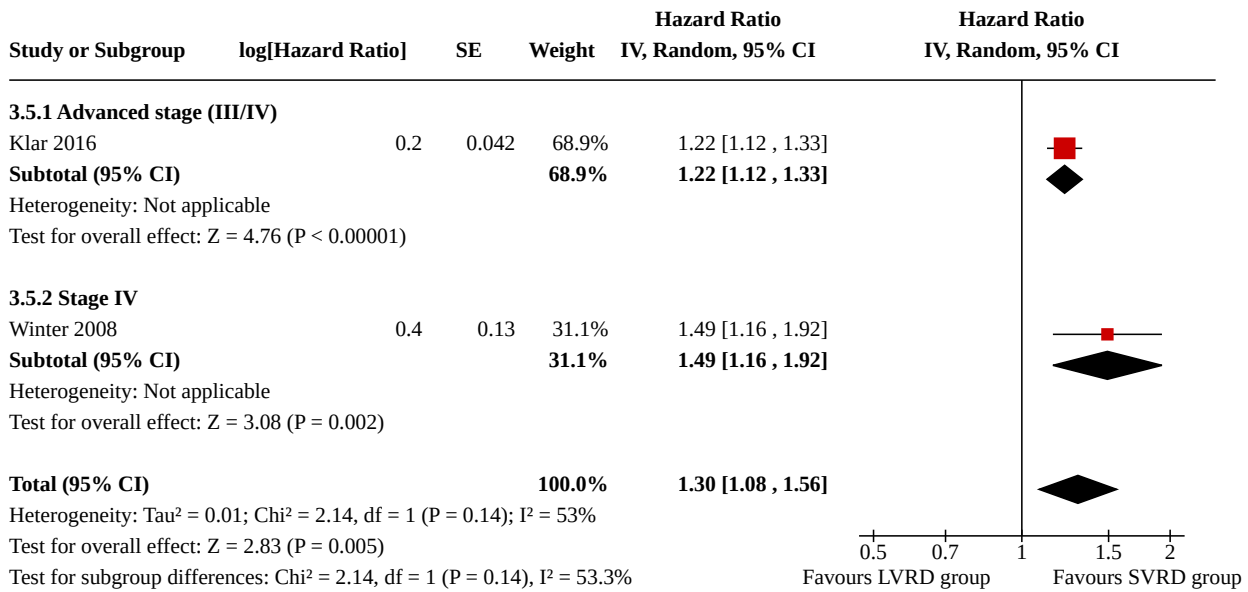 Hazard Ratio Hazard Ratio
Study or Subgroup log[Hazard Ratio] SE Weight IV, Random, 95% CI IV, Random, 95% CI
3.5.1 Advanced stage (III/IV)
Klar 2016 0.2 0.042 68.9% 1.22 [1.12 , 1.33]
Subtotal (95% CI) 68.9% 1.22 [1.12 , 1.33]
Heterogeneity: Not applicable
Test for overall effect: Z = 4.76 (P < 0.00001)
3.5.2 Stage IV
Winter 2008 0.4 0.13 31.1% 1.49 [1.16 , 1.92]
Subtotal (95% CI) 31.1% 1.49 [1.16 , 1.92]
Heterogeneity: Not applicable
Test for overall effect: Z = 3.08 (P = 0.002)
Total (95% CI) 100.0% 1.30 [1.08 , 1.56]
Heterogeneity: Tau² = 0.01; Chi² = 2.14, df = 1 (P = 0.14); I² = 53%
Test for overall effect: Z = 2.83 (P = 0.005) 0.5 0.7 1 1.5 2
Test for subgroup differences: Chi² = 2.14, df = 1 (P = 0.14), I² = 53.3% Favours LVRD group Favours SVRD group